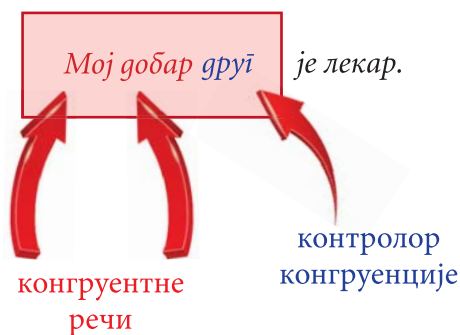 Мој добар друг је лекар.
контролор
конгруенције
конгруентне
речи